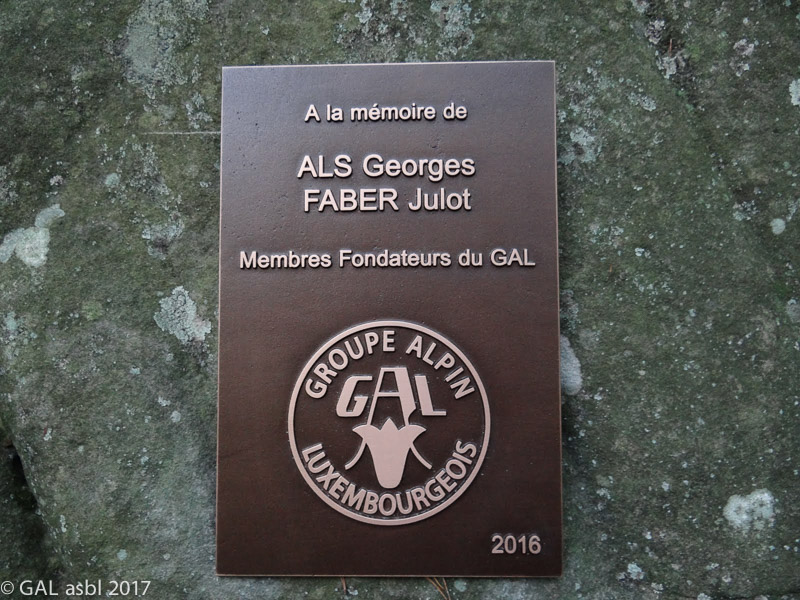 A la mémoire de
ALS Georges
FABER Julot
Membres Fondateurs du GAL
GROUPE ALPIN
GAL
LUXEMBOURGEOIS
2016
© GAL asbl 2017